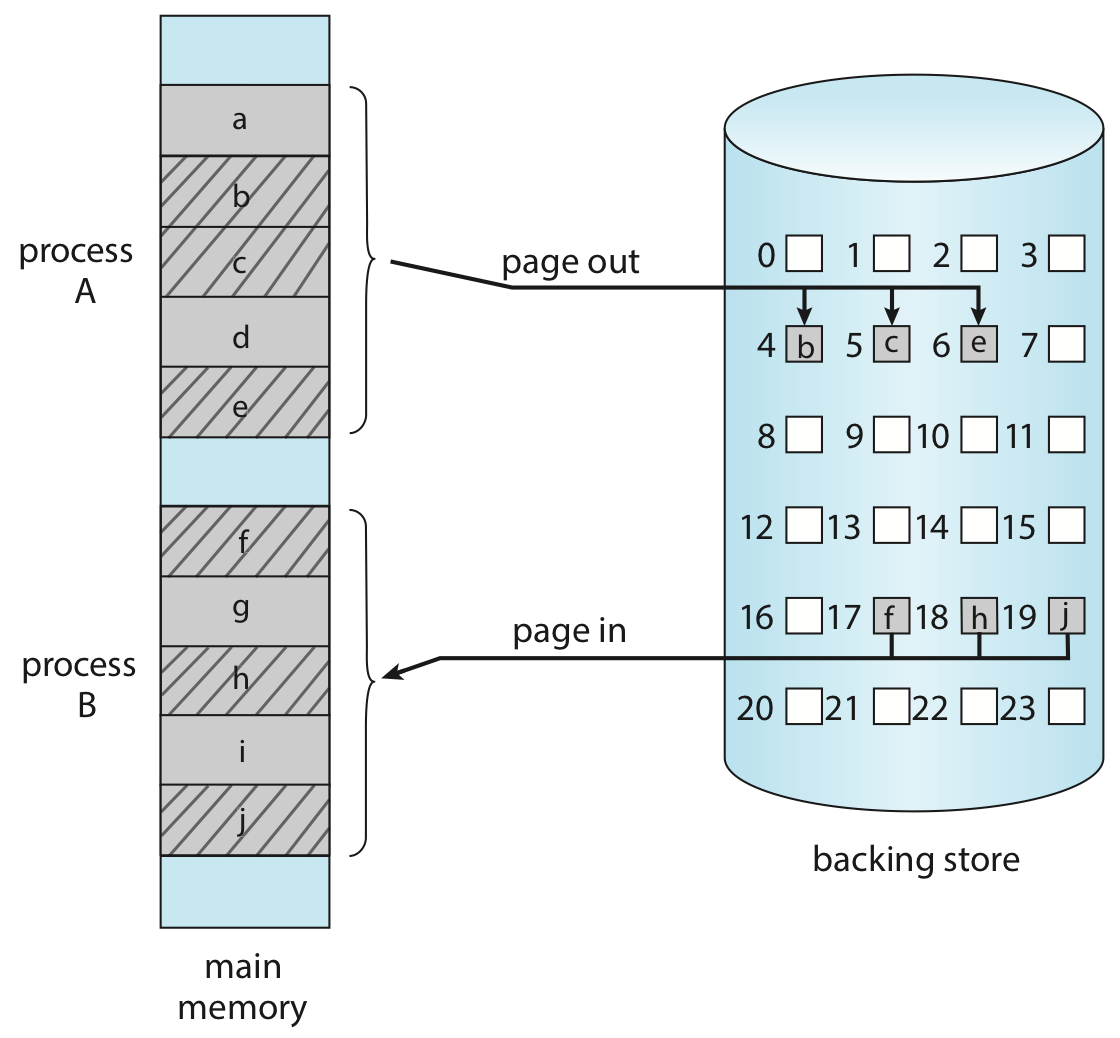 a
b
c
d
e
f
g
h
i
j
process
A
process
B
main
memory
page out
page in
0 1 2 3
4 b 5 c 6 e 7
8 9 10 11
12 13 14 15
16 17 f 18 h 19 j
20 21 22 23
backing store